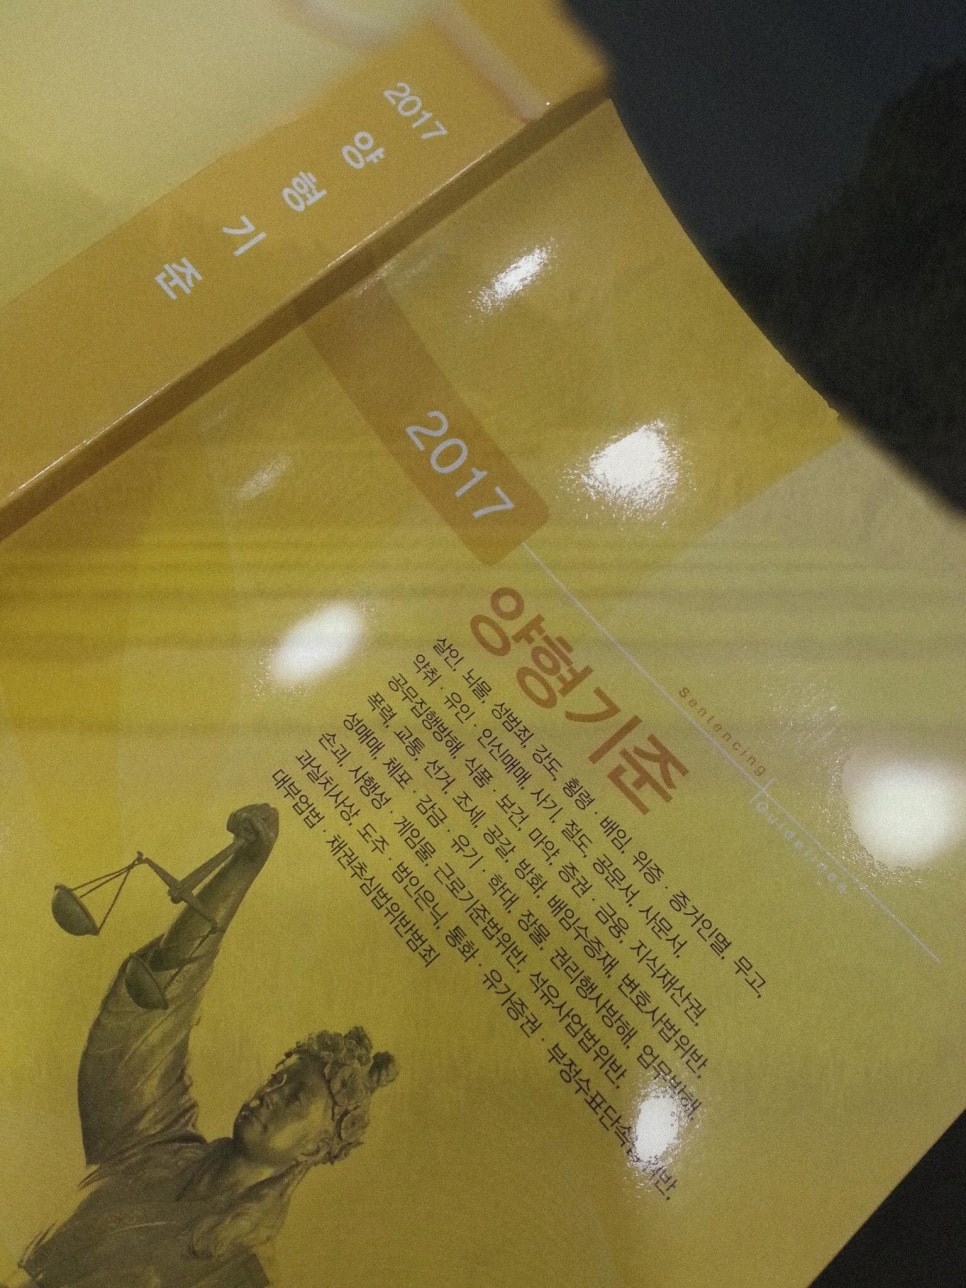 2017
양형기준
2017
양형기준
Sentencing
Guidelines
살인, 뇌물, 성범죄, 강도, 횡령 · 배임, 위증 · 증거인멸, 무고,
약취 · 유인 · 인신매매, 사기, 절도, 공문서, 사문서,
공무집행방해, 식품 · 보건, 마약, 증권 · 금융, 지식재산권,
폭력, 교통, 선거, 조세, 공갈, 방화, 배임수증재, 변호사법위반,
성매매, 체포 · 감금 · 유기 · 학대, 장물, 권리행사방해, 업무방해,
손괴, 사행성 · 게임물, 근로기준법위반, 석유사업법위반,
과실치사상, 도주 · 범인은닉, 통화 · 유가증권 · 부정수표단속법위반,
대부업법 · 채권추심법위반범죄